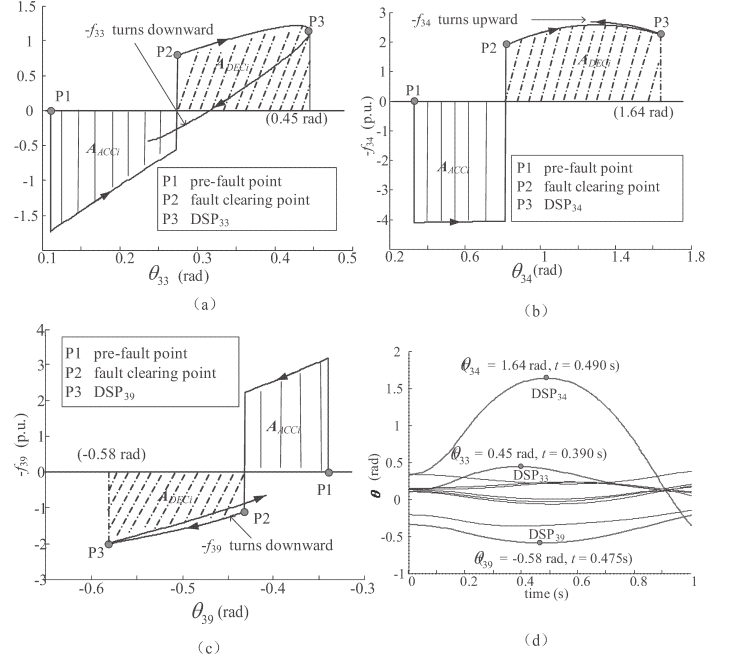 -f33 turns downward
P3
P2
ADECi
P1
(0.45 rad)
AACCi
P1 pre-fault point
P2 fault clearing point
P3 DSP33
1.5
1
0.5
0
-0.5
-1
-1.5
0.1 0.2 0.3 0.4 0.5
θ33 (rad)
(a)
-f34 turns upward
P3
P2
ADECi
P1
(1.64 rad)
AACCi
P1 pre-fault point
P2 fault clearing point
P3 DSP34
-f34 (p.u.)
3
2
1
0
-1
-2
-3
-4
-5
0.2 0.6 1 1.4 1.8
θ34(rad)
(b)
P1 pre-fault point
P2 fault clearing point
P3 DSP39
(-0.58 rad)
AACCi
P1
ADECi
P2
P3
-f39 turns downward
-f39 (p.u.)
4
3
2
1
0
-1
-2
-3
-0.6 -0.5 -0.4 -0.3
θ39 (rad)
(c)
θ34 = 1.64 rad, t = 0.490 s)
DSP34
θ33 = 0.45 rad, t = 0.390 s)
DSP33
DSP39
θ39 = -0.58 rad, t = 0.475s)
θ (rad)
2
1.5
1
0.5
0
-0.5
-1
0 0.2 0.4 0.6 0.8 1
time (s)
(d)